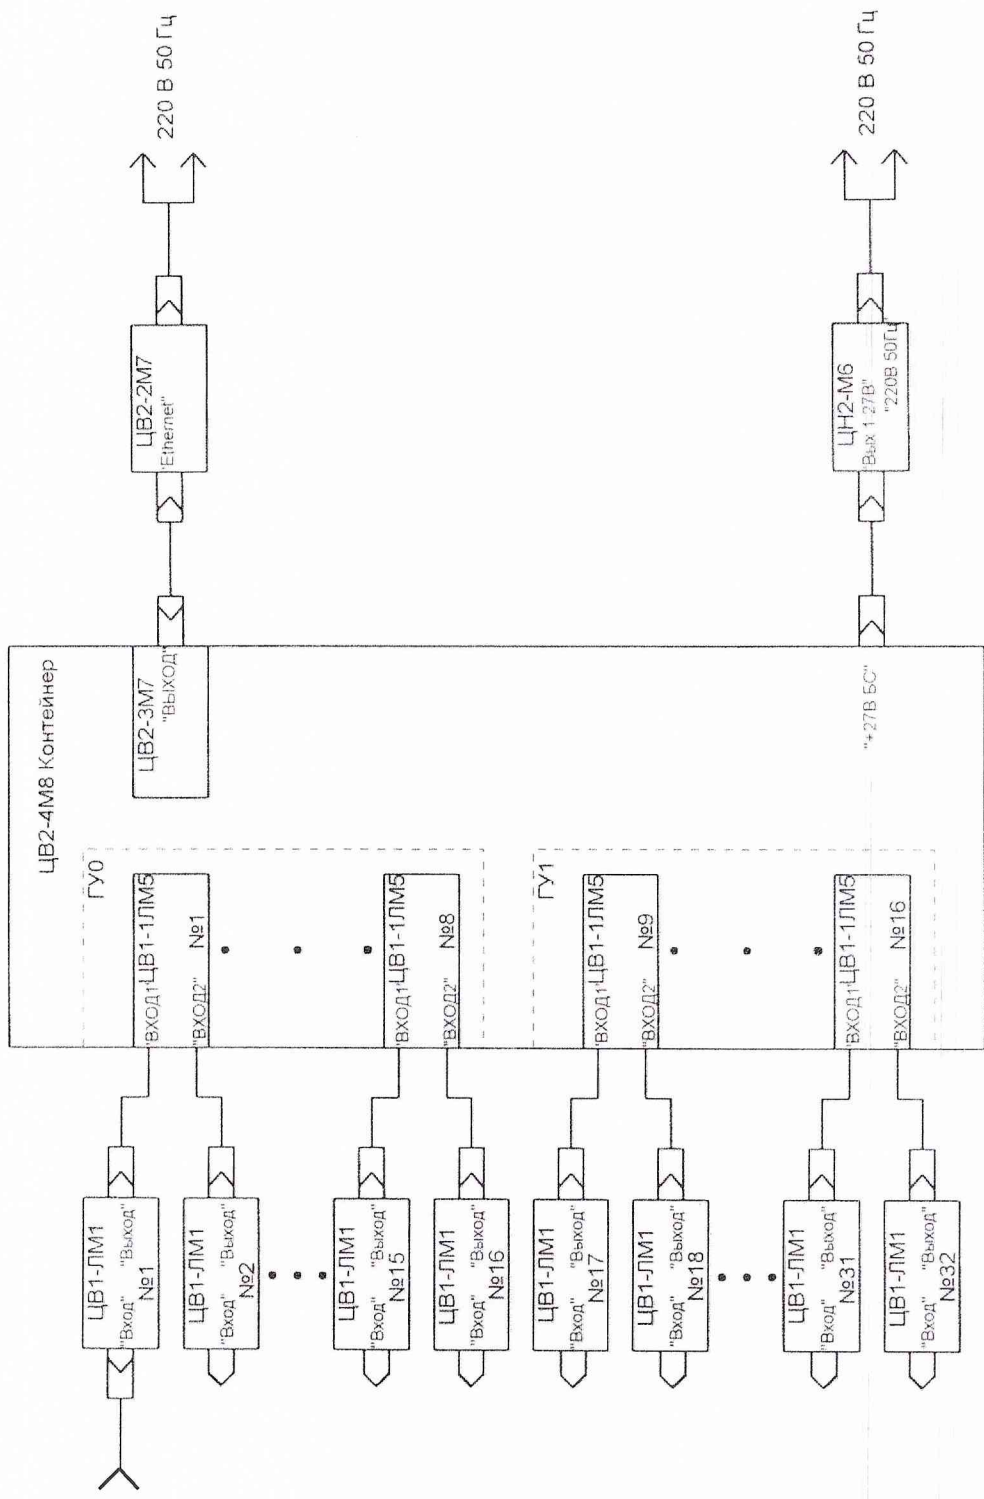 ЦВ2-4М8 Контейнер
ГУ0
ЦВ1-ЛМ1
"Вход" "Выход"
№1
"ВХОД1"ЦВ1-1ЛМ5
"ВХОД2" №1
ЦВ2-3М7
"ВЫХОД"
ЦВ2-2М7
"Ethernet"
220 В 50 Гц
ЦВ1-ЛМ1
"Вход" "Выход"
№2
ЦВ1-ЛМ1
"Вход" "Выход"
№15
"ВХОД1"ЦВ1-1ЛМ5
"ВХОД2" №8
ЦВ1-ЛМ1
"Вход" "Выход"
№16
ГУ1
ЦВ1-ЛМ1
"Вход" "Выход"
№17
"ВХОД1"ЦВ1-1ЛМ5
"ВХОД2" №9
ЦВ1-ЛМ1
"Вход" "Выход"
№18
ЦВ1-ЛМ1
"Вход" "Выход"
№31
"ВХОД1"ЦВ1-1ЛМ5
"ВХОД2" №16
"+27В БС"
ЦН2-М6
"Вых 1 27В"
"220В 50Гц"
220 В 50 Гц
ЦВ1-ЛМ1
"Вход" "Выход"
№32